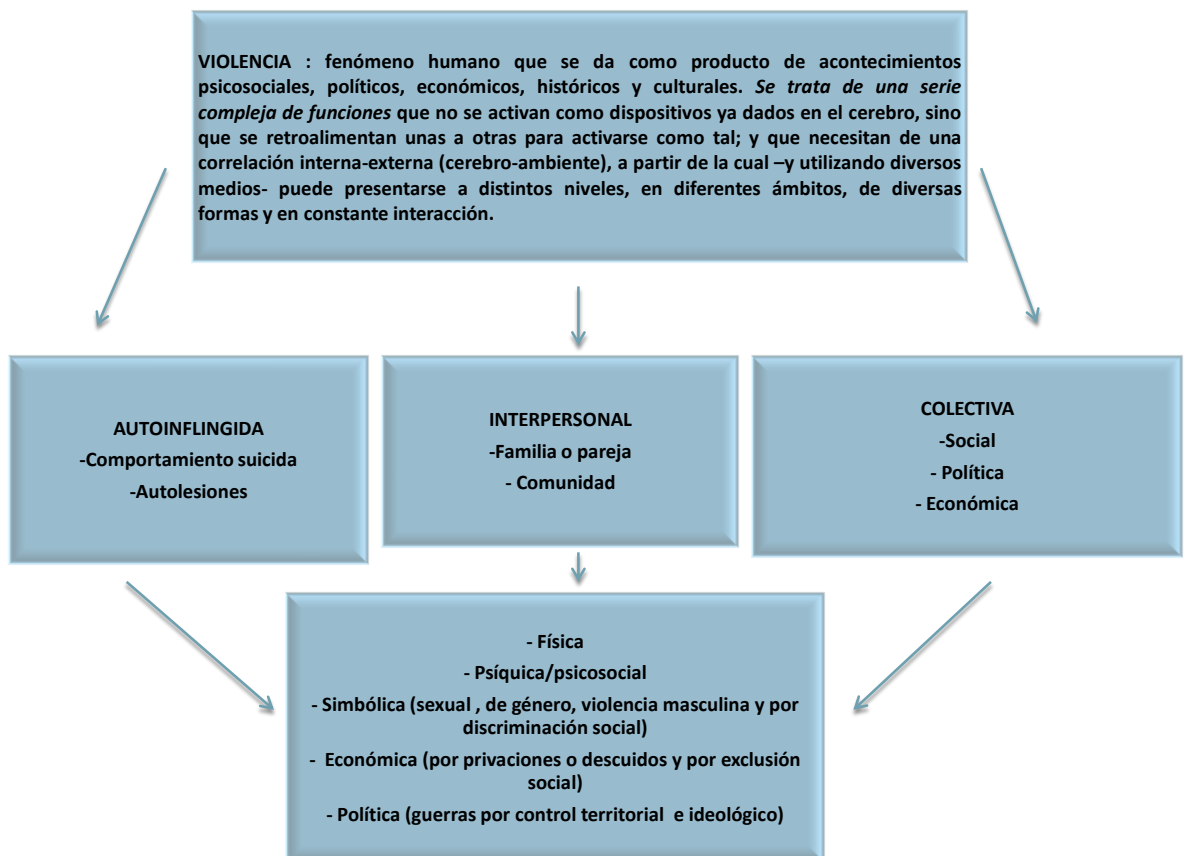 VIOLENCIA : fenómeno humano que se da como producto de acontecimientos
psicosociales, políticos, económicos, históricos y culturales. Se trata de una serie
compleja de funciones que no se activan como dispositivos ya dados en el cerebro, sino
que se retroalimentan unas a otras para activarse como tal; y que necesitan de una
correlación interna-externa (cerebro-ambiente), a partir de la cual –y utilizando diversos
medios- puede presentarse a distintos niveles, en diferentes ámbitos, de diversas
formas y en constante interacción.
AUTOINFLINGIDA
-Comportamiento suicida
-Autolesiones
INTERPERSONAL
-Familia o pareja
- Comunidad
COLECTIVA
-Social
- Política
- Económica
- Física
- Psíquica/psicosocial
- Simbólica (sexual , de género, violencia masculina y por
discriminación social)
- Económica (por privaciones o descuidos y por exclusión
social)
- Política (guerras por control territorial e ideológico)